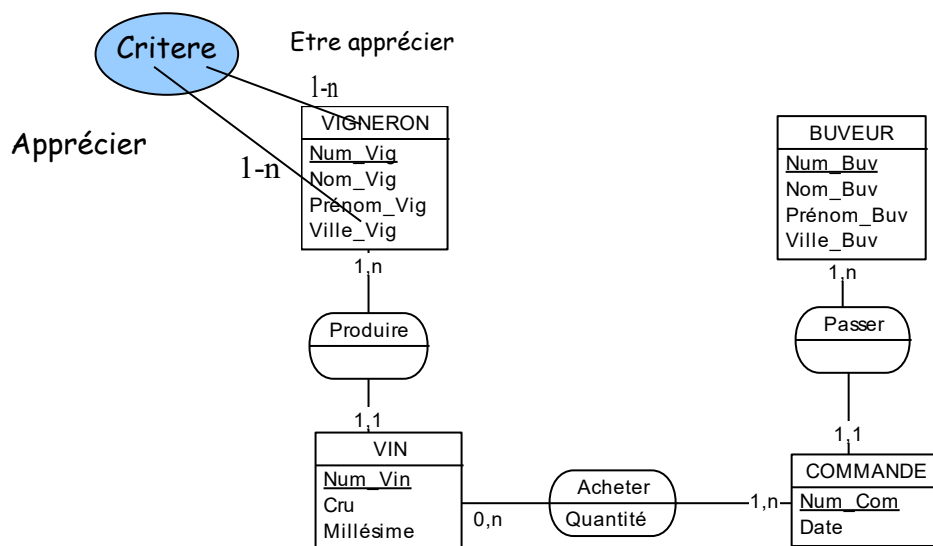 Critere
Etre apprécier
1-n
Apprécier
1-n
VIGNERON
Num_Vig
Nom_Vig
Prénom_Vig
Ville_Vig
1,n
Produire
1,1
VIN
Num_Vin
Cru
Millésime
0,n
Acheter
Quantité
1,n
BUVEUR
Num_Buv
Nom_Buv
Prénom_Buv
Ville_Buv
1,n
Passer
1,1
COMMANDE
Num_Com
Date